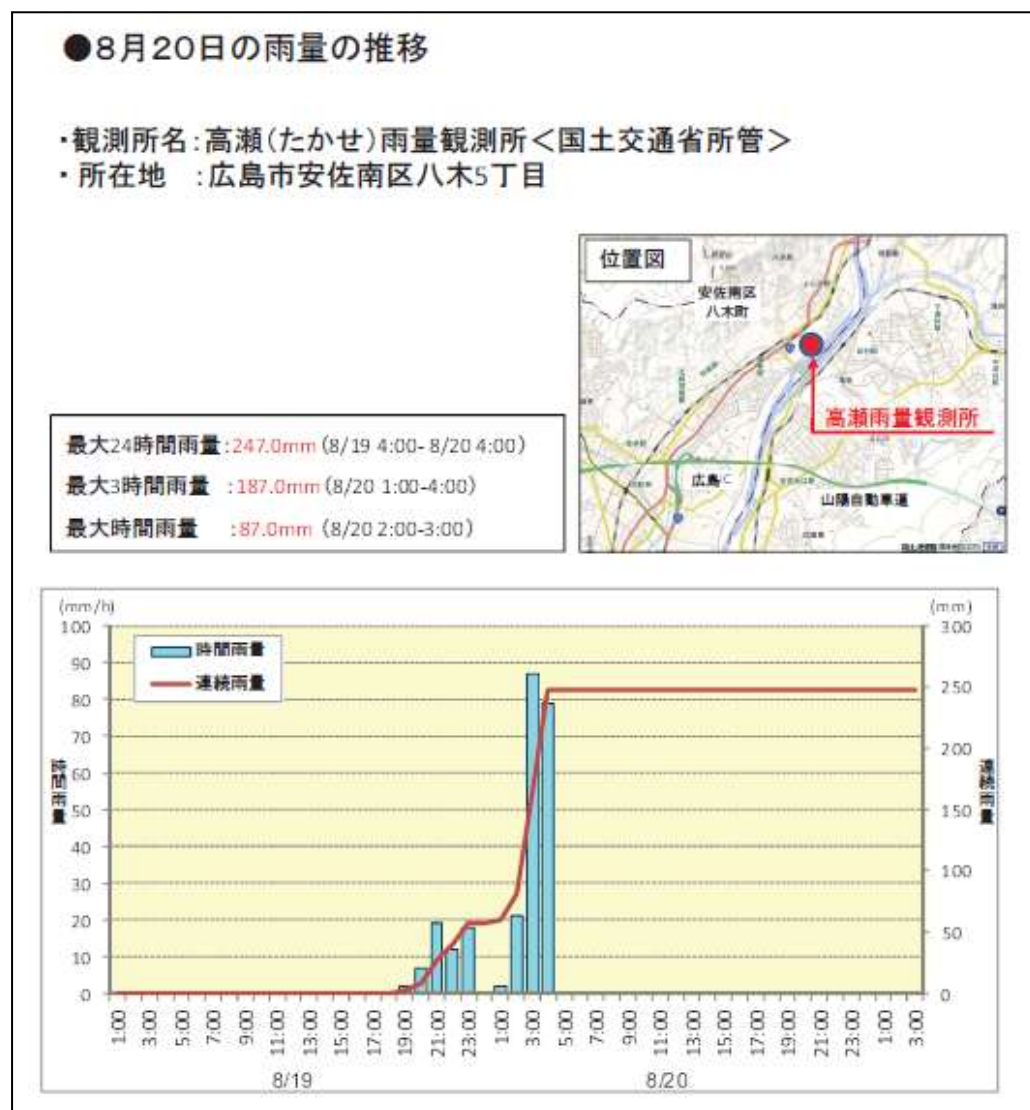 ●8月20日の雨量の推移
・観測所名:高瀬(たかせ)雨量観測所<国土交通省所管>
・所在地 :広島市安佐南区八木5丁目
位置図
安佐南区
八木町
高瀬雨量観測所
広島IC
山陽自動車道
最大24時間雨量:247.0mm(8/19 4:00- 8/20 4:00)
最大3時間雨量 :187.0mm(8/20 1:00-4:00)
最大時間雨量 :87.0mm (8/20 2:00-3:00)
(mm/h)
(mm)
時間雨量
連続雨量
100
90
80
70
60
50
40
30
20
10
0
時間雨量
300
250
200
150
100
50
0
連続雨量
1:00 3:00 5:00 7:00 9:00 11:00 13:00 15:00 17:00 19:00 21:00 23:00 1:00 3:00 5:00 7:00 9:00 11:00 13:00 15:00 17:00 19:00 21:00 23:00 1:00 3:00
8/19 8/20